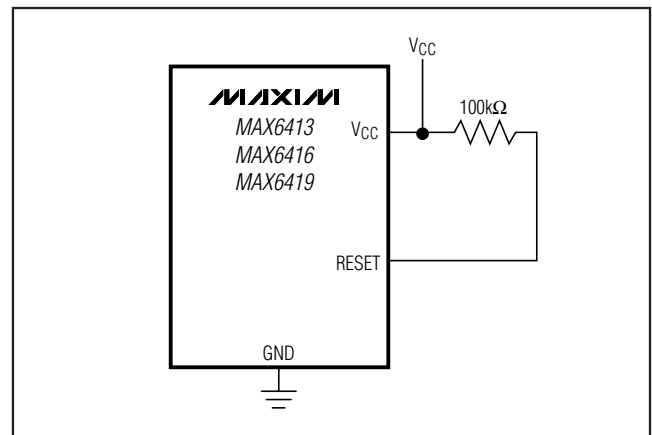 VCC
MAXIM
100kΩ
MAX6413
VCC
MAX6416
MAX6419
RESET
GND